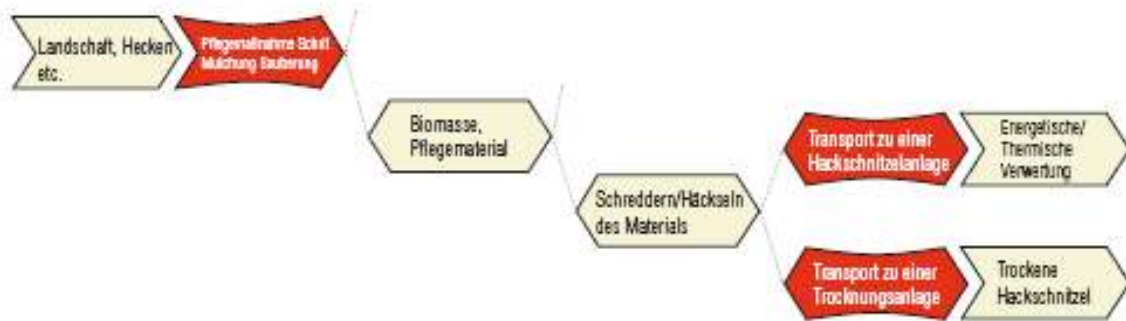 Landschaft, Hecken
etc.
Pflegemaßnahme Schnitt
Mulchung Säuberung
Biomasse,
Pflegematerial
Schreddern/Häckseln
des Materials
Transport zu einer
Hackschnitzelanlage
Energetische/
Thermische
Verwertung
Transport zu einer
Trocknungsanlage
Trockene
Hackschnitzel